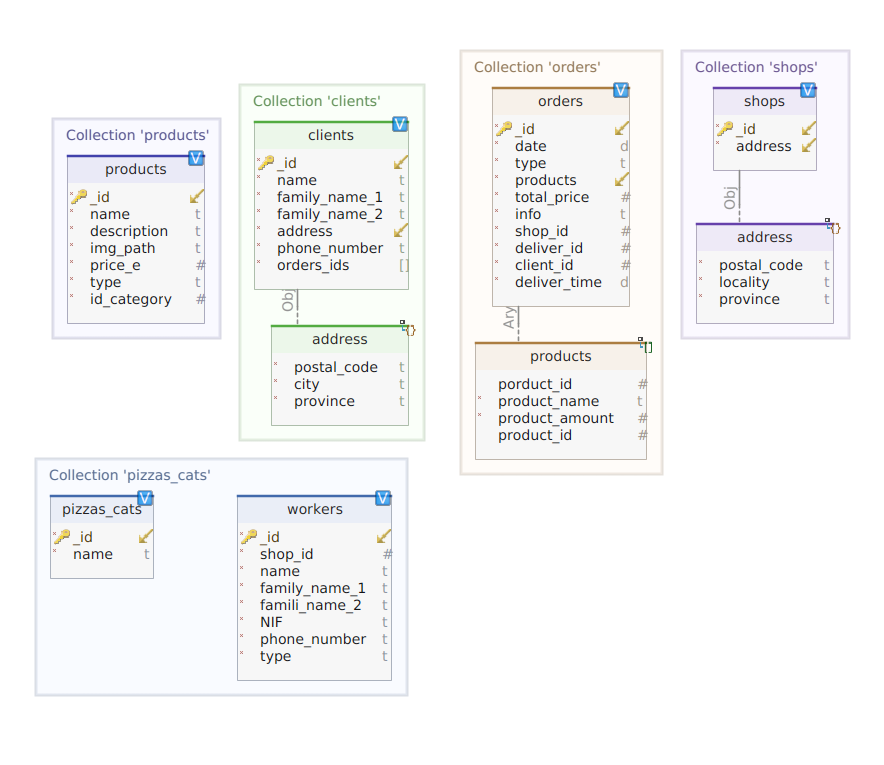 Collection 'products'
products
_id
name t
description t
img_path t
price_e #
type t
id_category #
Collection 'clients'
clients
_id
name t
family_name_1 t
family_name_2 t
address
phone_number t
orders_ids []
Obj
address
postal_code t
city t
province t
Collection 'orders'
orders
_id
date d
type t
products
total_price #
info t
shop_id #
deliver_id #
client_id #
deliver_time d
Ary
products
porduct_id #
product_name t
product_amount #
product_id #
Collection 'shops'
shops
_id
address
Obj
address
postal_code t
locality t
province t
Collection 'pizzas_cats'
pizzas_cats
_id
name t
workers
_id
shop_id #
name t
family_name_1 t
famili_name_2 t
NIF t
phone_number t
type t